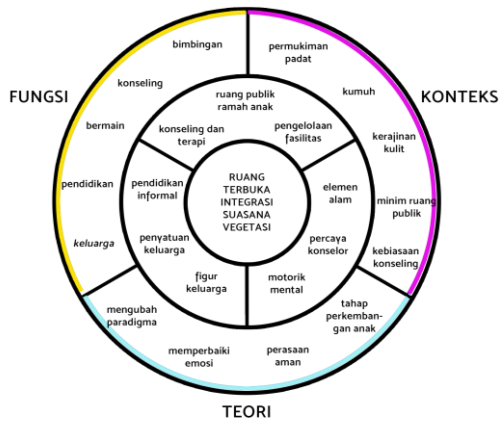 FUNGSI
bimbingan
konseling
bermain
pendidikan
keluarga
KONTEKS
permukiman
padat
kumuh
kerajinan
kulit
minim ruang
publik
kebiasaan
konseling
TEORI
mengubah
paradigma
memperbaiki
emosi
perasaan
aman
tahap
perkemban-
gan anak
ruang publik
ramah anak
konseling dan
terapi
pengelolaan
fasilitas
pendidikan
informal
penyatuan
keluarga
figur
keluarga
elemen
alam
percaya
konselor
motorik
mental
RUANG
TERBUKA
INTEGRASI
SUASANA
VEGETASI